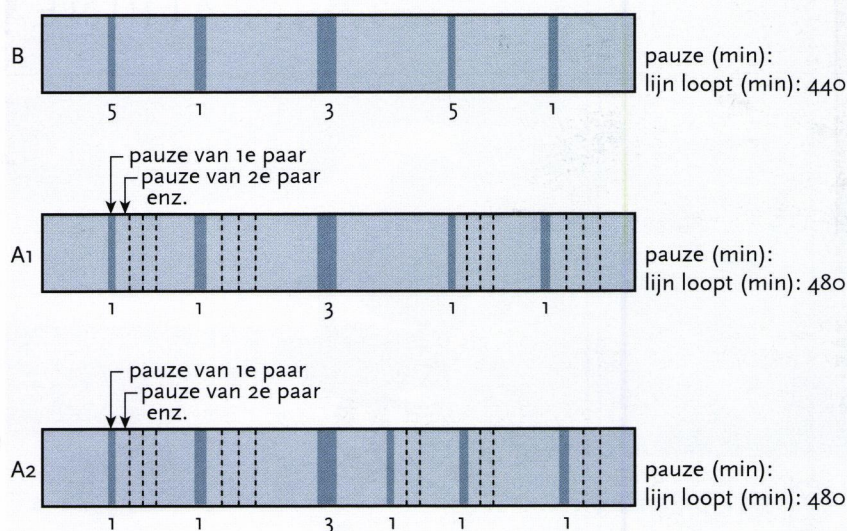 B
pauze (min):
lijn loopt (min): 440
5 1 3 5 1
pauze van 1e paar
pauze van 2e paar
enz.
A1
pauze (min):
lijn loopt (min): 480
1 1 3 1 1
pauze van 1e paar
pauze van 2e paar
enz.
A2
pauze (min):
lijn loopt (min): 480
1 1 3 1 1 1